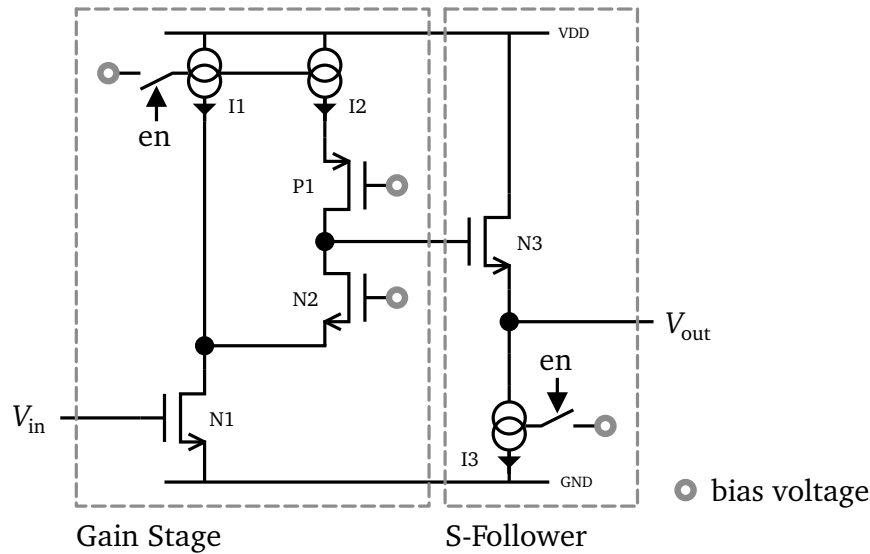 VDD
I1
I2
en
P1
N3
N2
V_out
en
V_in
N1
I3
GND
bias voltage
Gain Stage
S-Follower